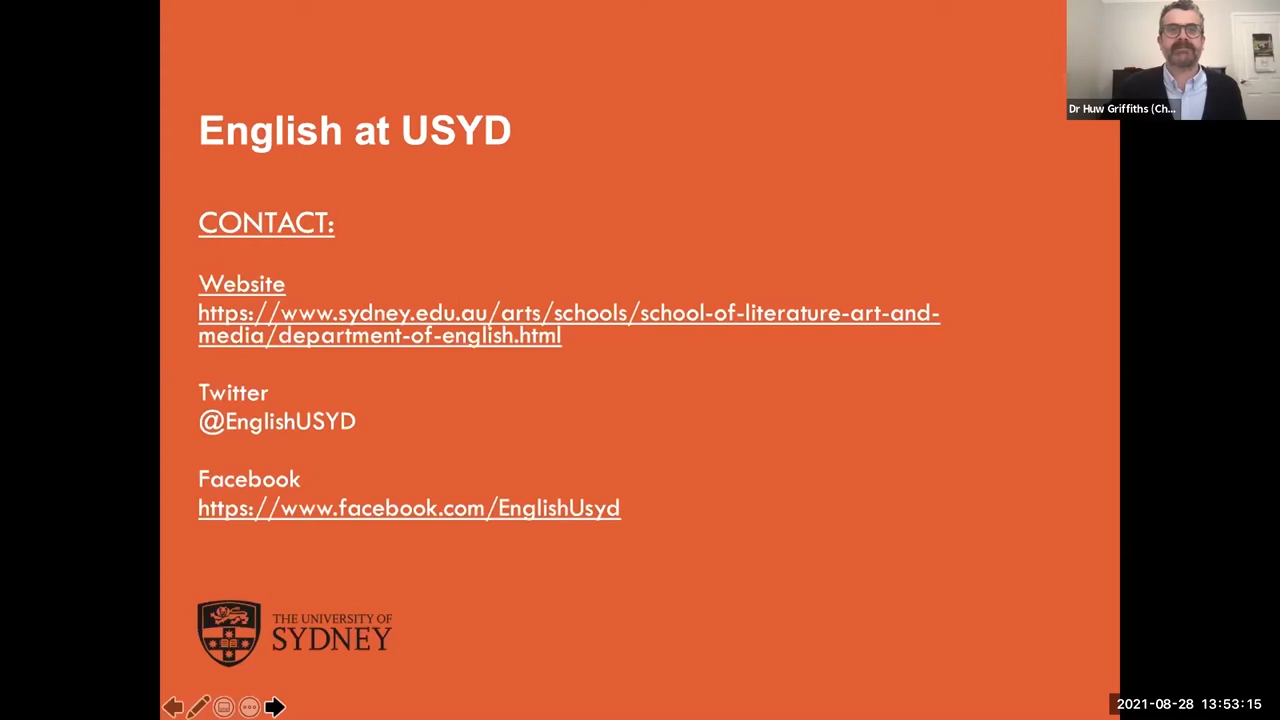 Dr Huw Griffiths (Ch...
English at USYD
CONTACT:
Website
https://www.sydney.edu.au/arts/schools/school-of-literature-art-and-
media/department-of-english.html
Twitter
@EnglishUSYD
Facebook
https://www.facebook.com/EnglishUsyd
THE UNIVERSITY OF
SYDNEY
2021-08-28 13:53:15